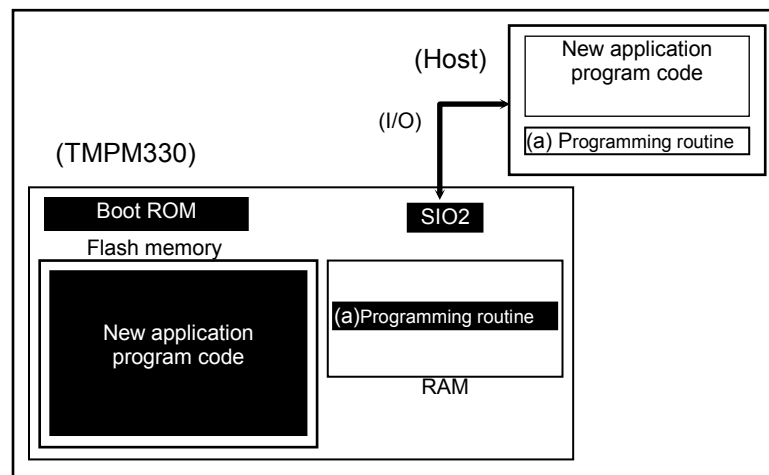 (Host)
New application
program code
(a) Programming routine
(I/O)
(TMPM330)
Boot ROM
SIO2
Flash memory
New application
program code
(a)Programming routine
RAM